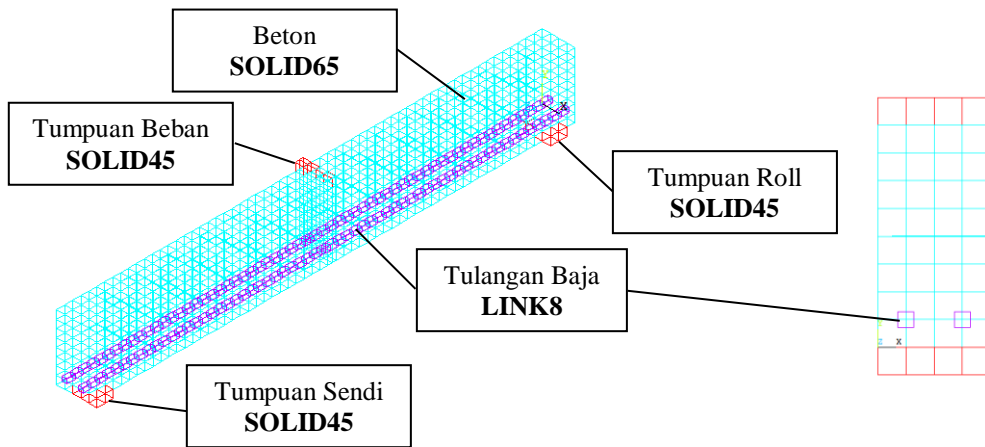 Beton
SOLID65
Tumpuan Beban
SOLID45
Tumpuan Roll
SOLID45
Tulangan Baja
LINK8
Tumpuan Sendi
SOLID45
X
X